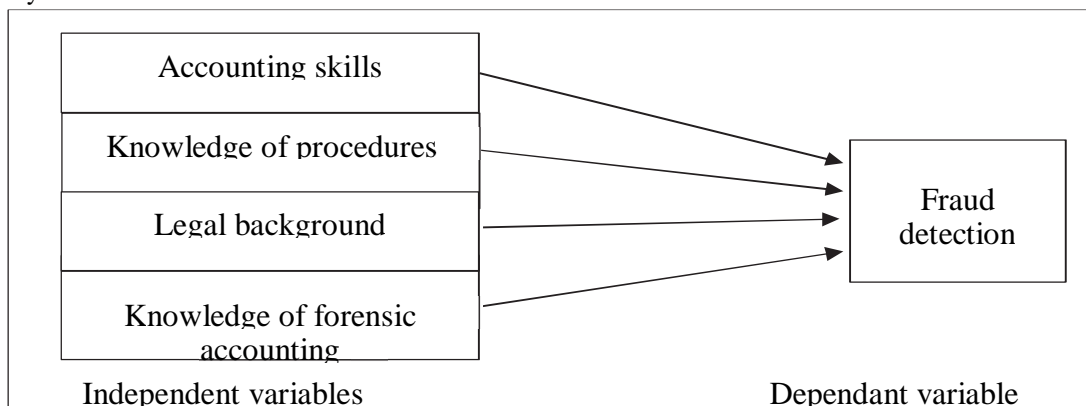 Accounting skills
Knowledge of procedures
Legal background
Knowledge of forensic
accounting
Fraud
detection
Independent variables
Dependant variable